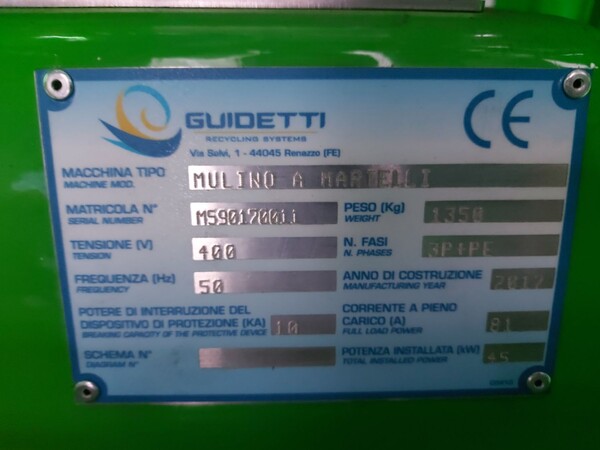 GUIDETTI
RECYCLING SYSTEMS
Via Selvi, 1 - 44045 Renazzo (FE)
CE
MACCHINA TIPO
MACHINE MOD.
MULINO A MARTELLI
MATRICOLA N°
SERIAL NUMBER
MS90170011
PESO (Kg)
WEIGHT
1350
TENSIONE (V)
TENSION
400
N. FASI
N. PHASES
3P+PE
FREQUENZA (Hz)
FREQUENCY
50
ANNO DI COSTRUZIONE
MANUFACTURING YEAR
2017
POTERE DI INTERRUZIONE DEL
DISPOSITIVO DI PROTEZIONE (KA)
BREAKING CAPACITY OF THE PROTECTIVE DEVICE
10
CORRENTE A PIENO
CARICO (A)
FULL LOAD POWER
81
SCHEMA N°
DIAGRAM N°
POTENZA INSTALLATA (kW)
TOTAL INSTALLED POWER
45